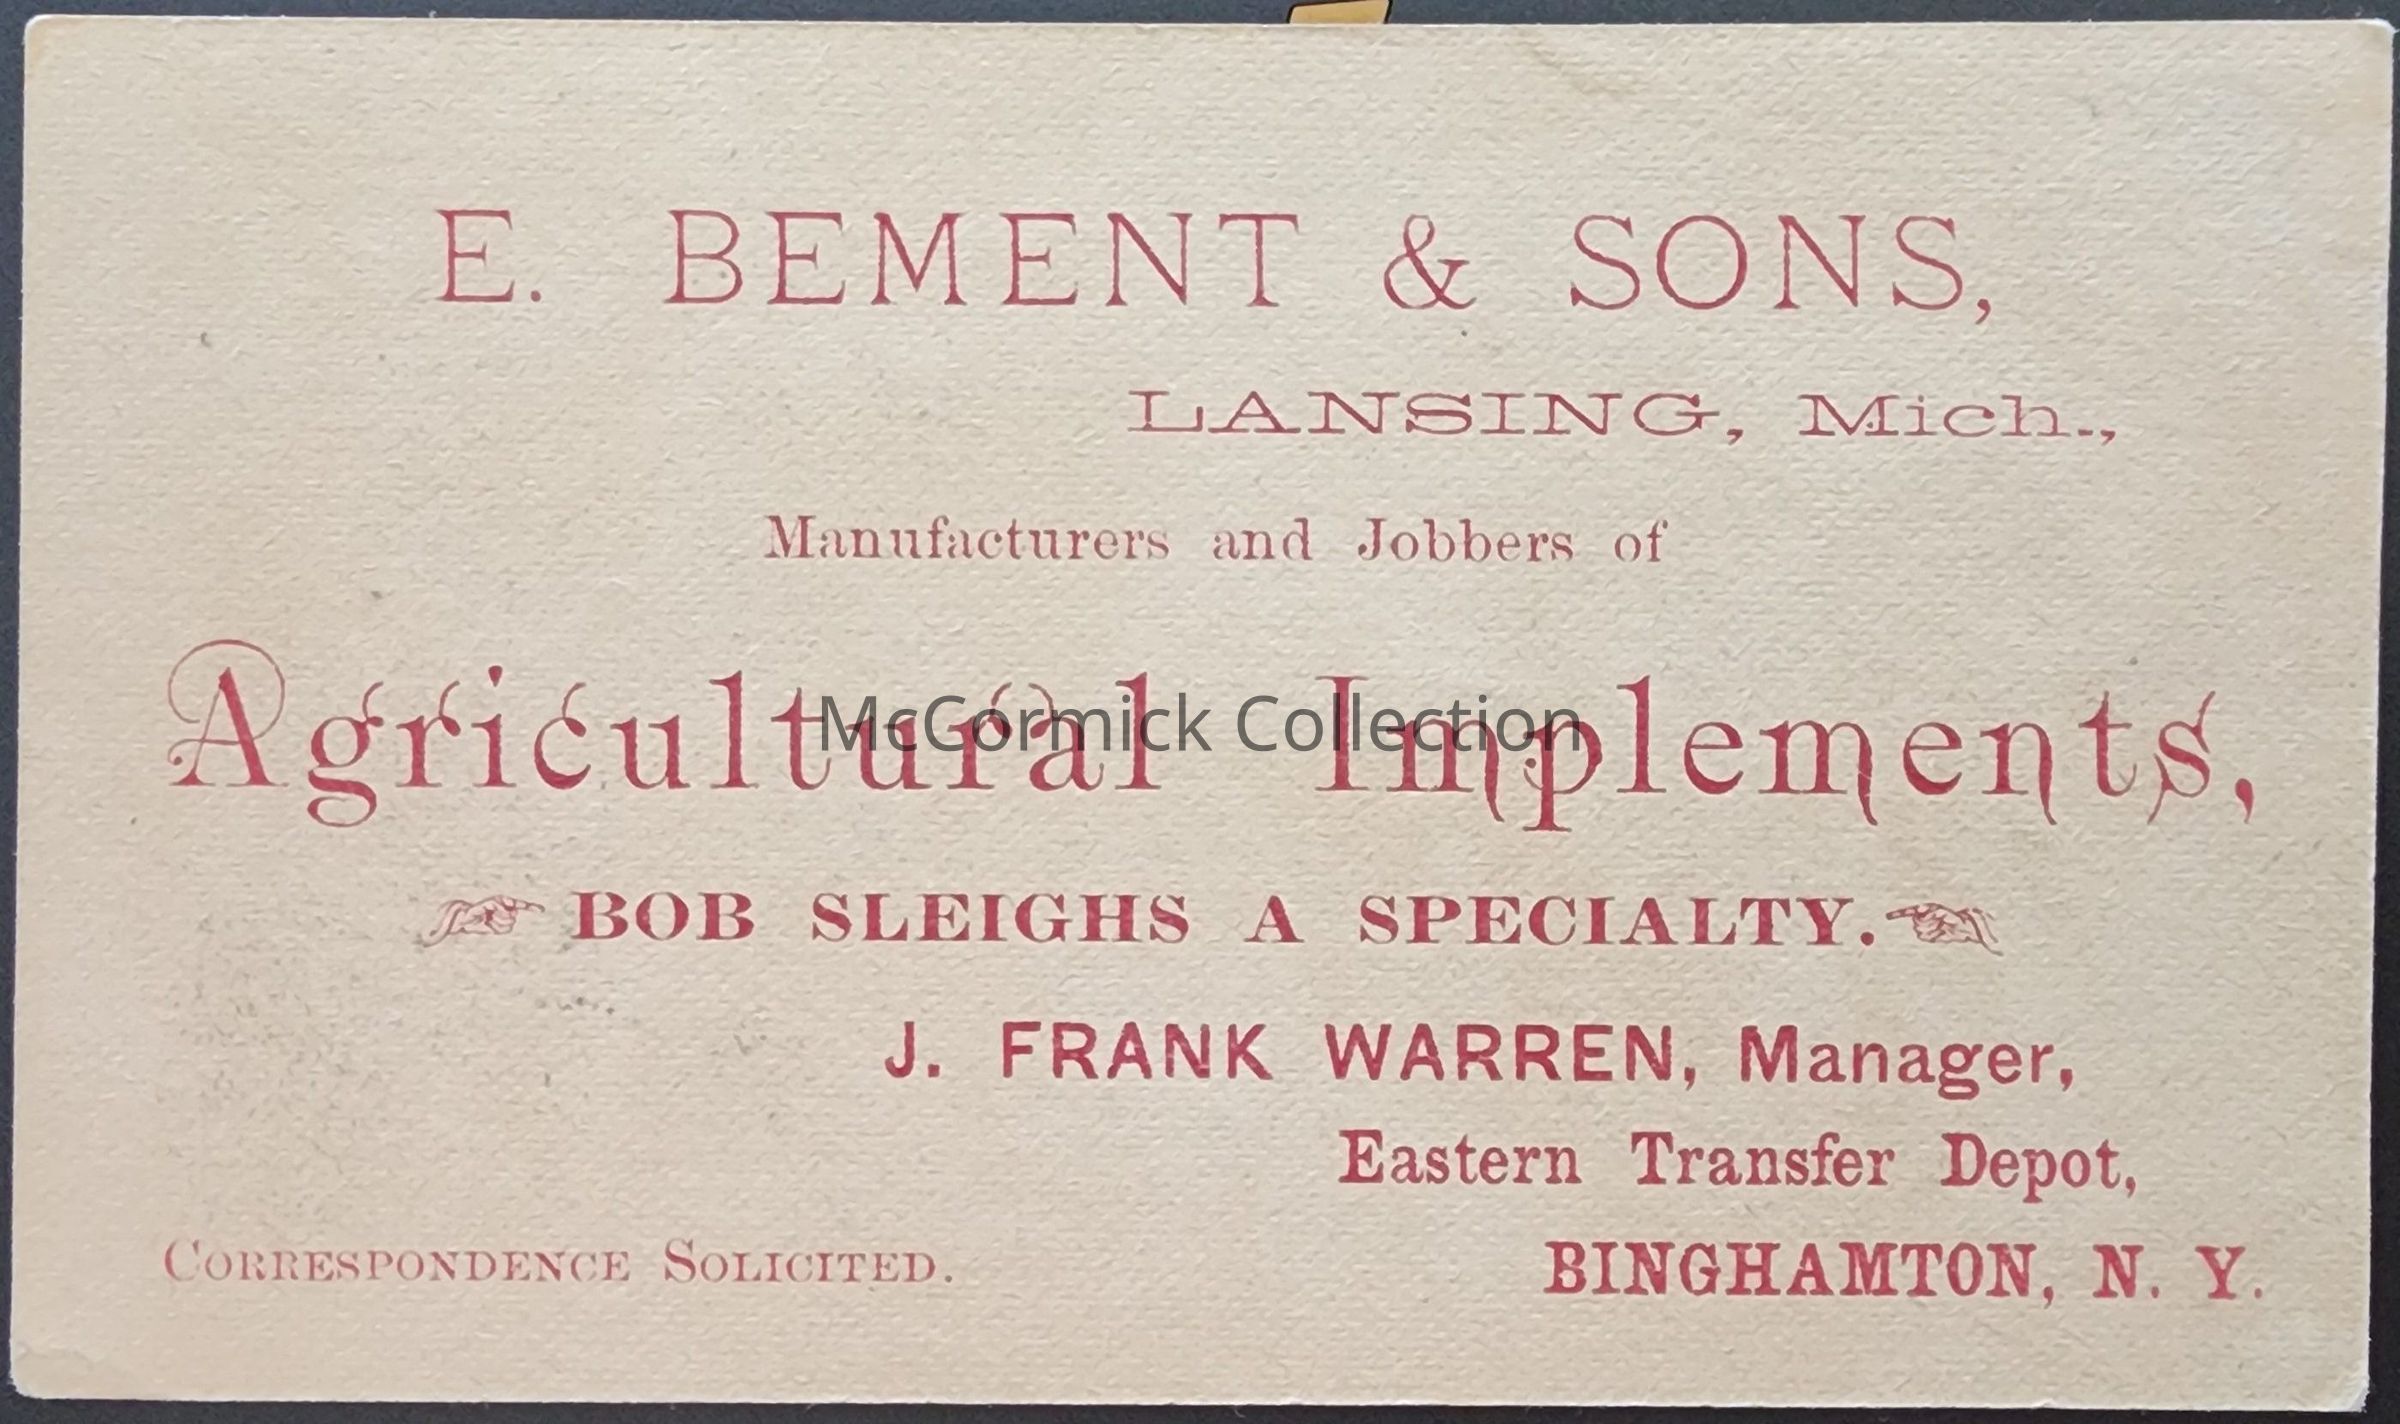 E. BEMENT & SONS,
LANSING, Mich.,
Manufacturers and Jobbers of
Agricultural Implements,
McCormick Collection
BOB SLEIGHS A SPECIALTY.
J. FRANK WARREN, Manager,
Eastern Transfer Depot,
CORRESPONDENCE SOLICITED.
BINGHAMTON, N. Y.